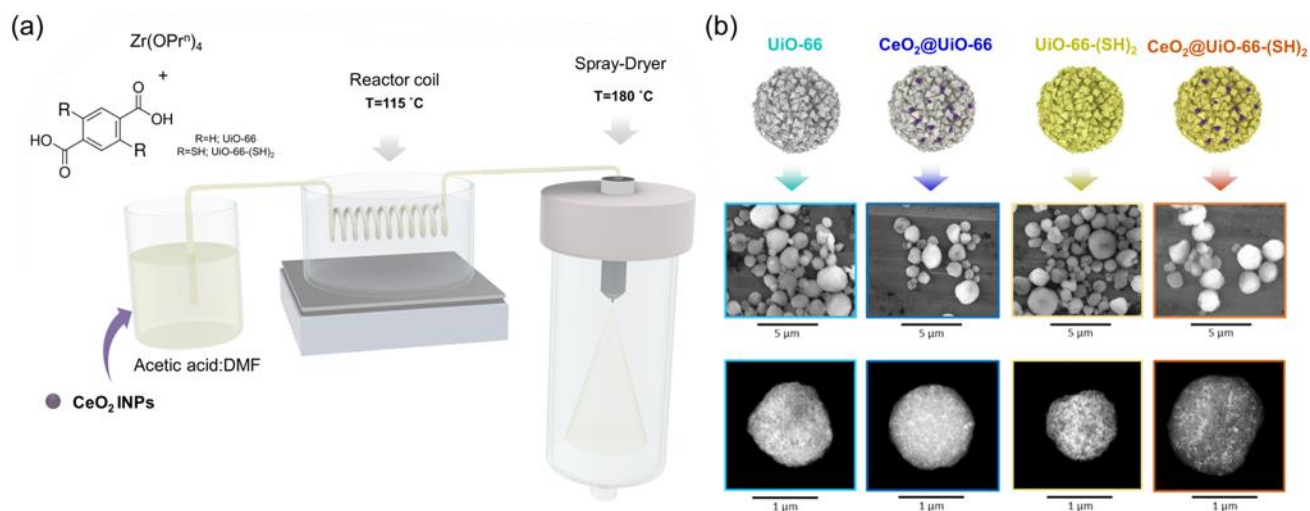 (a)
Zr(OPrⁿ)₄
+
R
O
OH
HO
O
R
R=H; UiO-66
R=SH; UiO-66-(SH)₂
Reactor coil
T=115 ˚C
Spray-Dryer
T=180 ˚C
Acetic acid:DMF
CeO₂ INPs
(b)
UiO-66
CeO₂@UiO-66
UiO-66-(SH)₂
CeO₂@UiO-66-(SH)₂
5 µm
5 µm
5 µm
5 µm
1 µm
1 µm
1 µm
1 µm